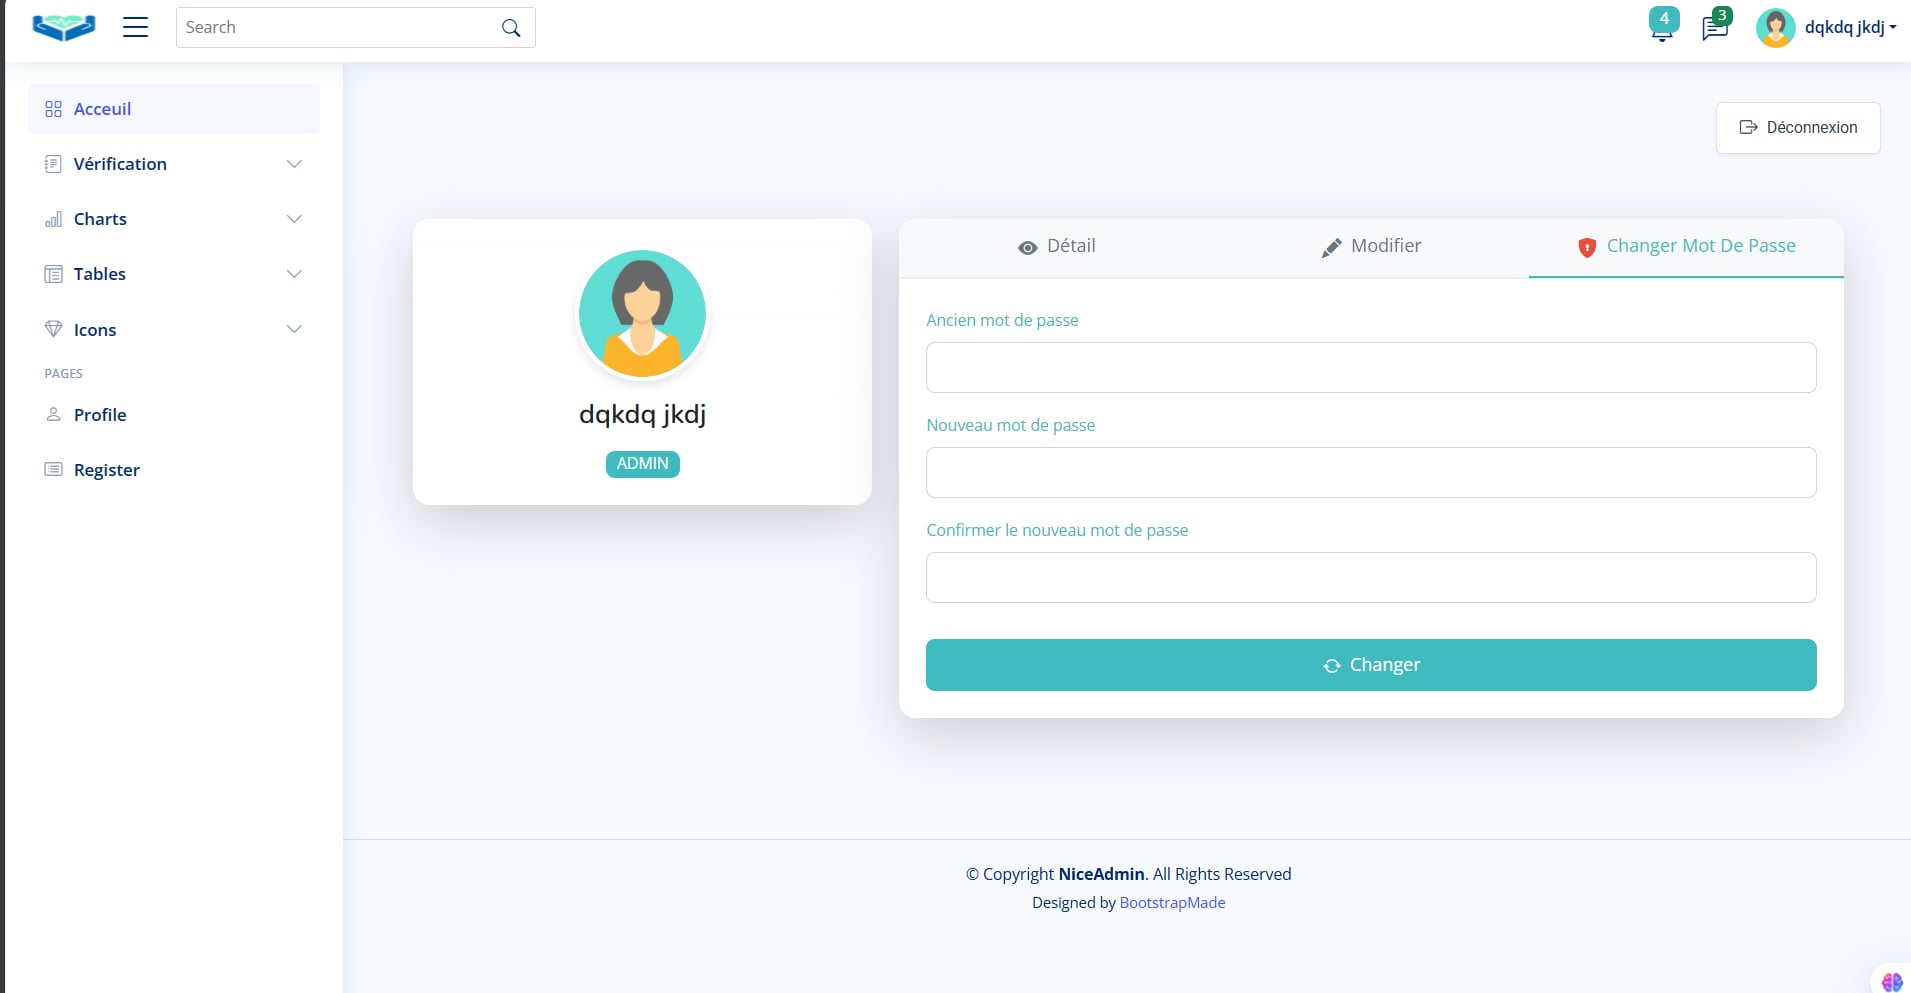 Search
4
3
dqkdq jkdj
Acceuil
Vérification
Charts
Tables
Icons
PAGES
Profile
Register
Déconnexion
dqkdq jkdj
ADMIN
Détail
Modifier
Changer Mot De Passe
Ancien mot de passe
Nouveau mot de passe
Confirmer le nouveau mot de passe
Changer
© Copyright NiceAdmin. All Rights Reserved
Designed by BootstrapMade